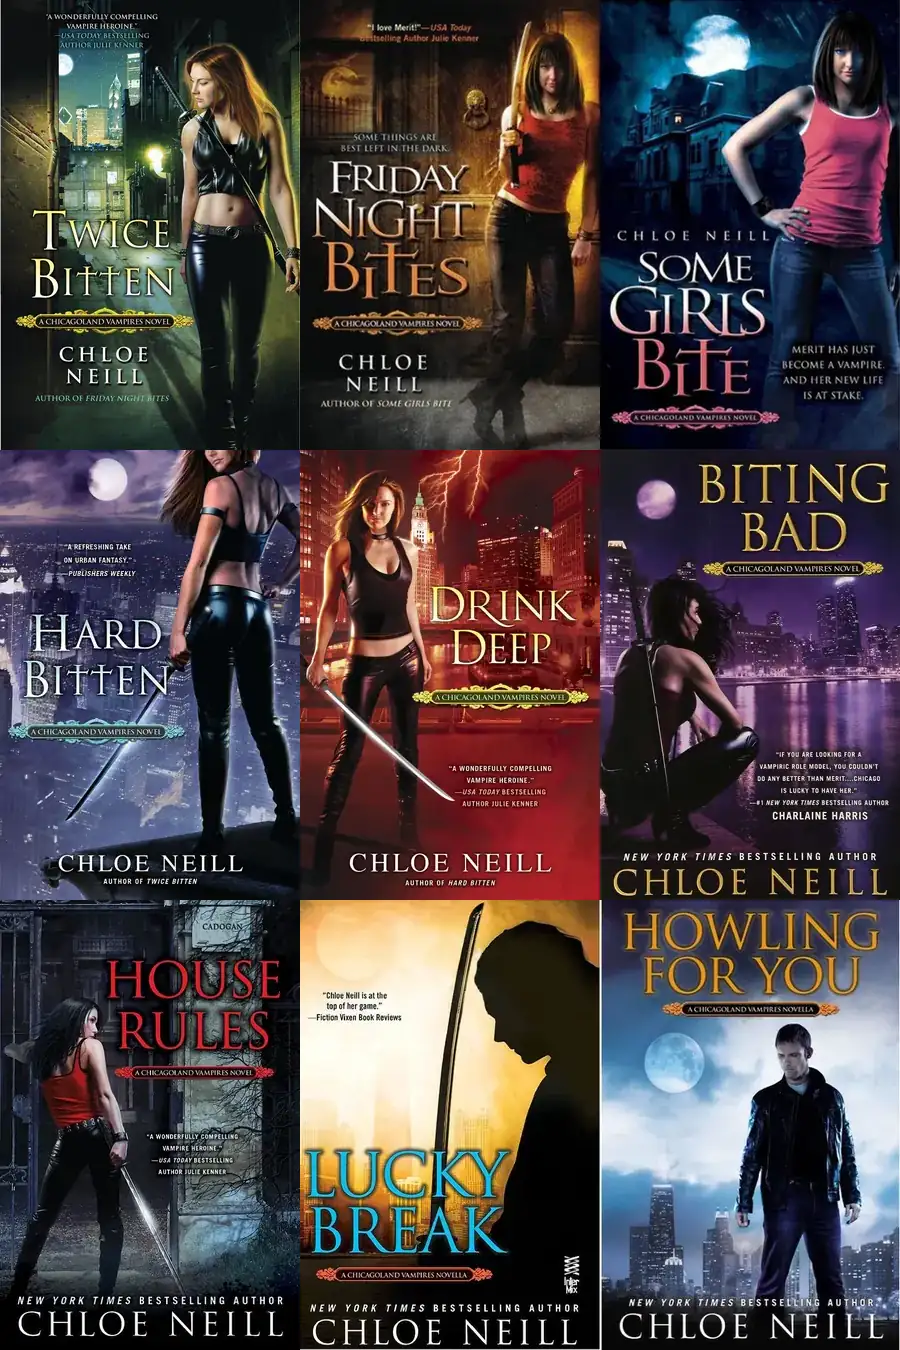 "A WONDERFULLY COMPELLING
VAMPIRE HEROINE."
—USA TODAY BESTSELLING
AUTHOR JULIE KENNER
TWICE
BITTEN
A CHICAGOLAND VAMPIRES NOVEL
CHLOE
NEILL
AUTHOR OF FRIDAY NIGHT BITES
"I love Merit!"—USA Today
bestselling Author Julie Kenner
SOME THINGS ARE
BEST LEFT IN THE DARK.
FRIDAY
NIGHT
BITES
A CHICAGOLAND VAMPIRES NOVEL
CHLOE
NEILL
AUTHOR OF SOME GIRLS BITE
CHLOE NEILL
SOME
GIRLS
BITE
MERIT HAS JUST
BECOME A VAMPIRE.
AND HER NEW LIFE
IS AT STAKE.
A CHICAGOLAND VAMPIRES NOVEL
"A REFRESHING TAKE
ON URBAN FANTASY."
—PUBLISHERS WEEKLY
HARD
BITTEN
A CHICAGOLAND VAMPIRES NOVEL
CHLOE NEILL
AUTHOR OF TWICE BITTEN
DRINK
DEEP
A CHICAGOLAND VAMPIRES NOVEL
"A WONDERFULLY COMPELLING
VAMPIRE HEROINE."
—USA TODAY BESTSELLING
AUTHOR JULIE KENNER
CHLOE NEILL
AUTHOR OF HARD BITTEN
BITING
BAD
A CHICAGOLAND VAMPIRES NOVEL
"IF YOU ARE LOOKING FOR A
VAMPIRIC ROLE MODEL, YOU COULDN'T
DO ANY BETTER THAN MERIT....CHICAGO
IS LUCKY TO HAVE HER."
—#1 NEW YORK TIMES BESTSELLING AUTHOR
CHARLAINE HARRIS
NEW YORK TIMES BESTSELLING AUTHOR
CHLOE NEILL
CADOGAN
HOUSE
RULES
A CHICAGOLAND VAMPIRES NOVEL
"A WONDERFULLY COMPELLING
VAMPIRE HEROINE."
—USA TODAY BESTSELLING
AUTHOR JULIE KENNER
NEW YORK TIMES BESTSELLING AUTHOR
CHLOE NEILL
"Chloe Neill is at the
top of her game."
—Fiction Vixen Book Reviews
LUCKY
BREAK
A CHICAGOLAND VAMPIRES NOVELLA
Inter
Mix
NEW YORK TIMES BESTSELLING AUTHOR
CHLOE NEILL
HOWLING
FOR YOU
A CHICAGOLAND VAMPIRES NOVELLA
NEW YORK TIMES BESTSELLING AUTHOR
CHLOE NEILL